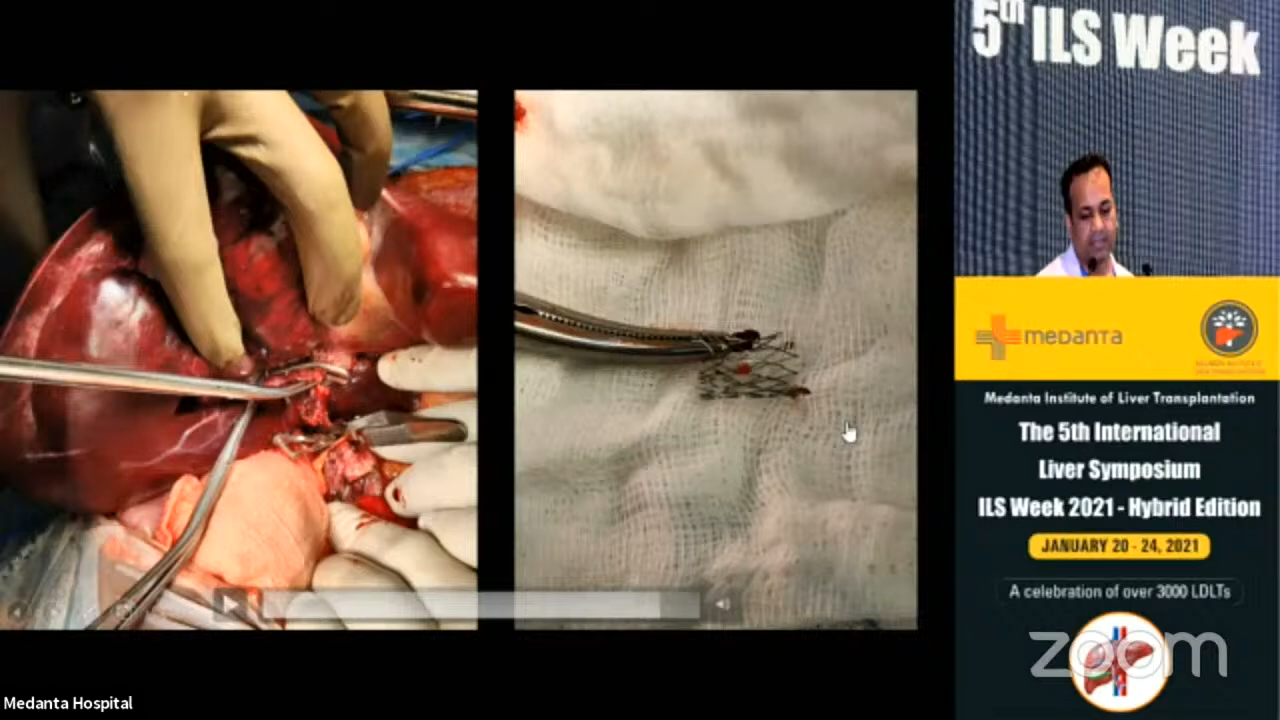 5th ILS Week
medanta
Medanta Institute of Liver Transplantation
The 5th International
Liver Symposium
ILS Week 2021 - Hybrid Edition
JANUARY 20 - 24, 2021
A celebration of over 3000 LDLTs
zoom
Medanta Hospital